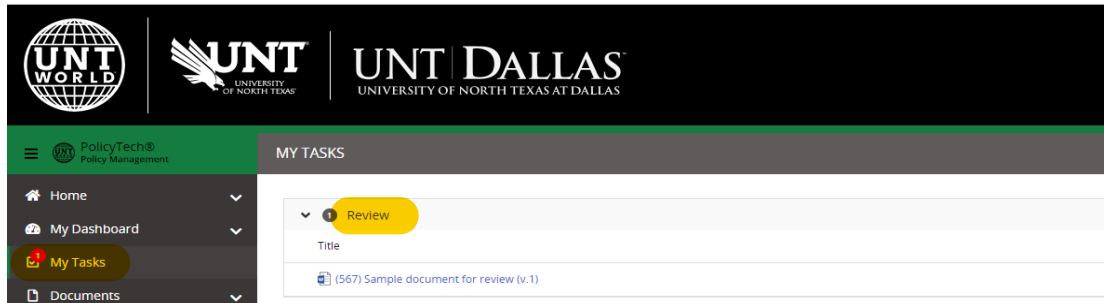 UNT
WORLD
UNT
UNIVERSITY
OF NORTH TEXAS
UNT DALLAS
UNIVERSITY OF NORTH TEXAS AT DALLAS
UNT
PolicyTech®
Policy Management
MY TASKS
Home
My Dashboard
1
My Tasks
Documents
1 Review
Title
(567) Sample document for review (v.1)